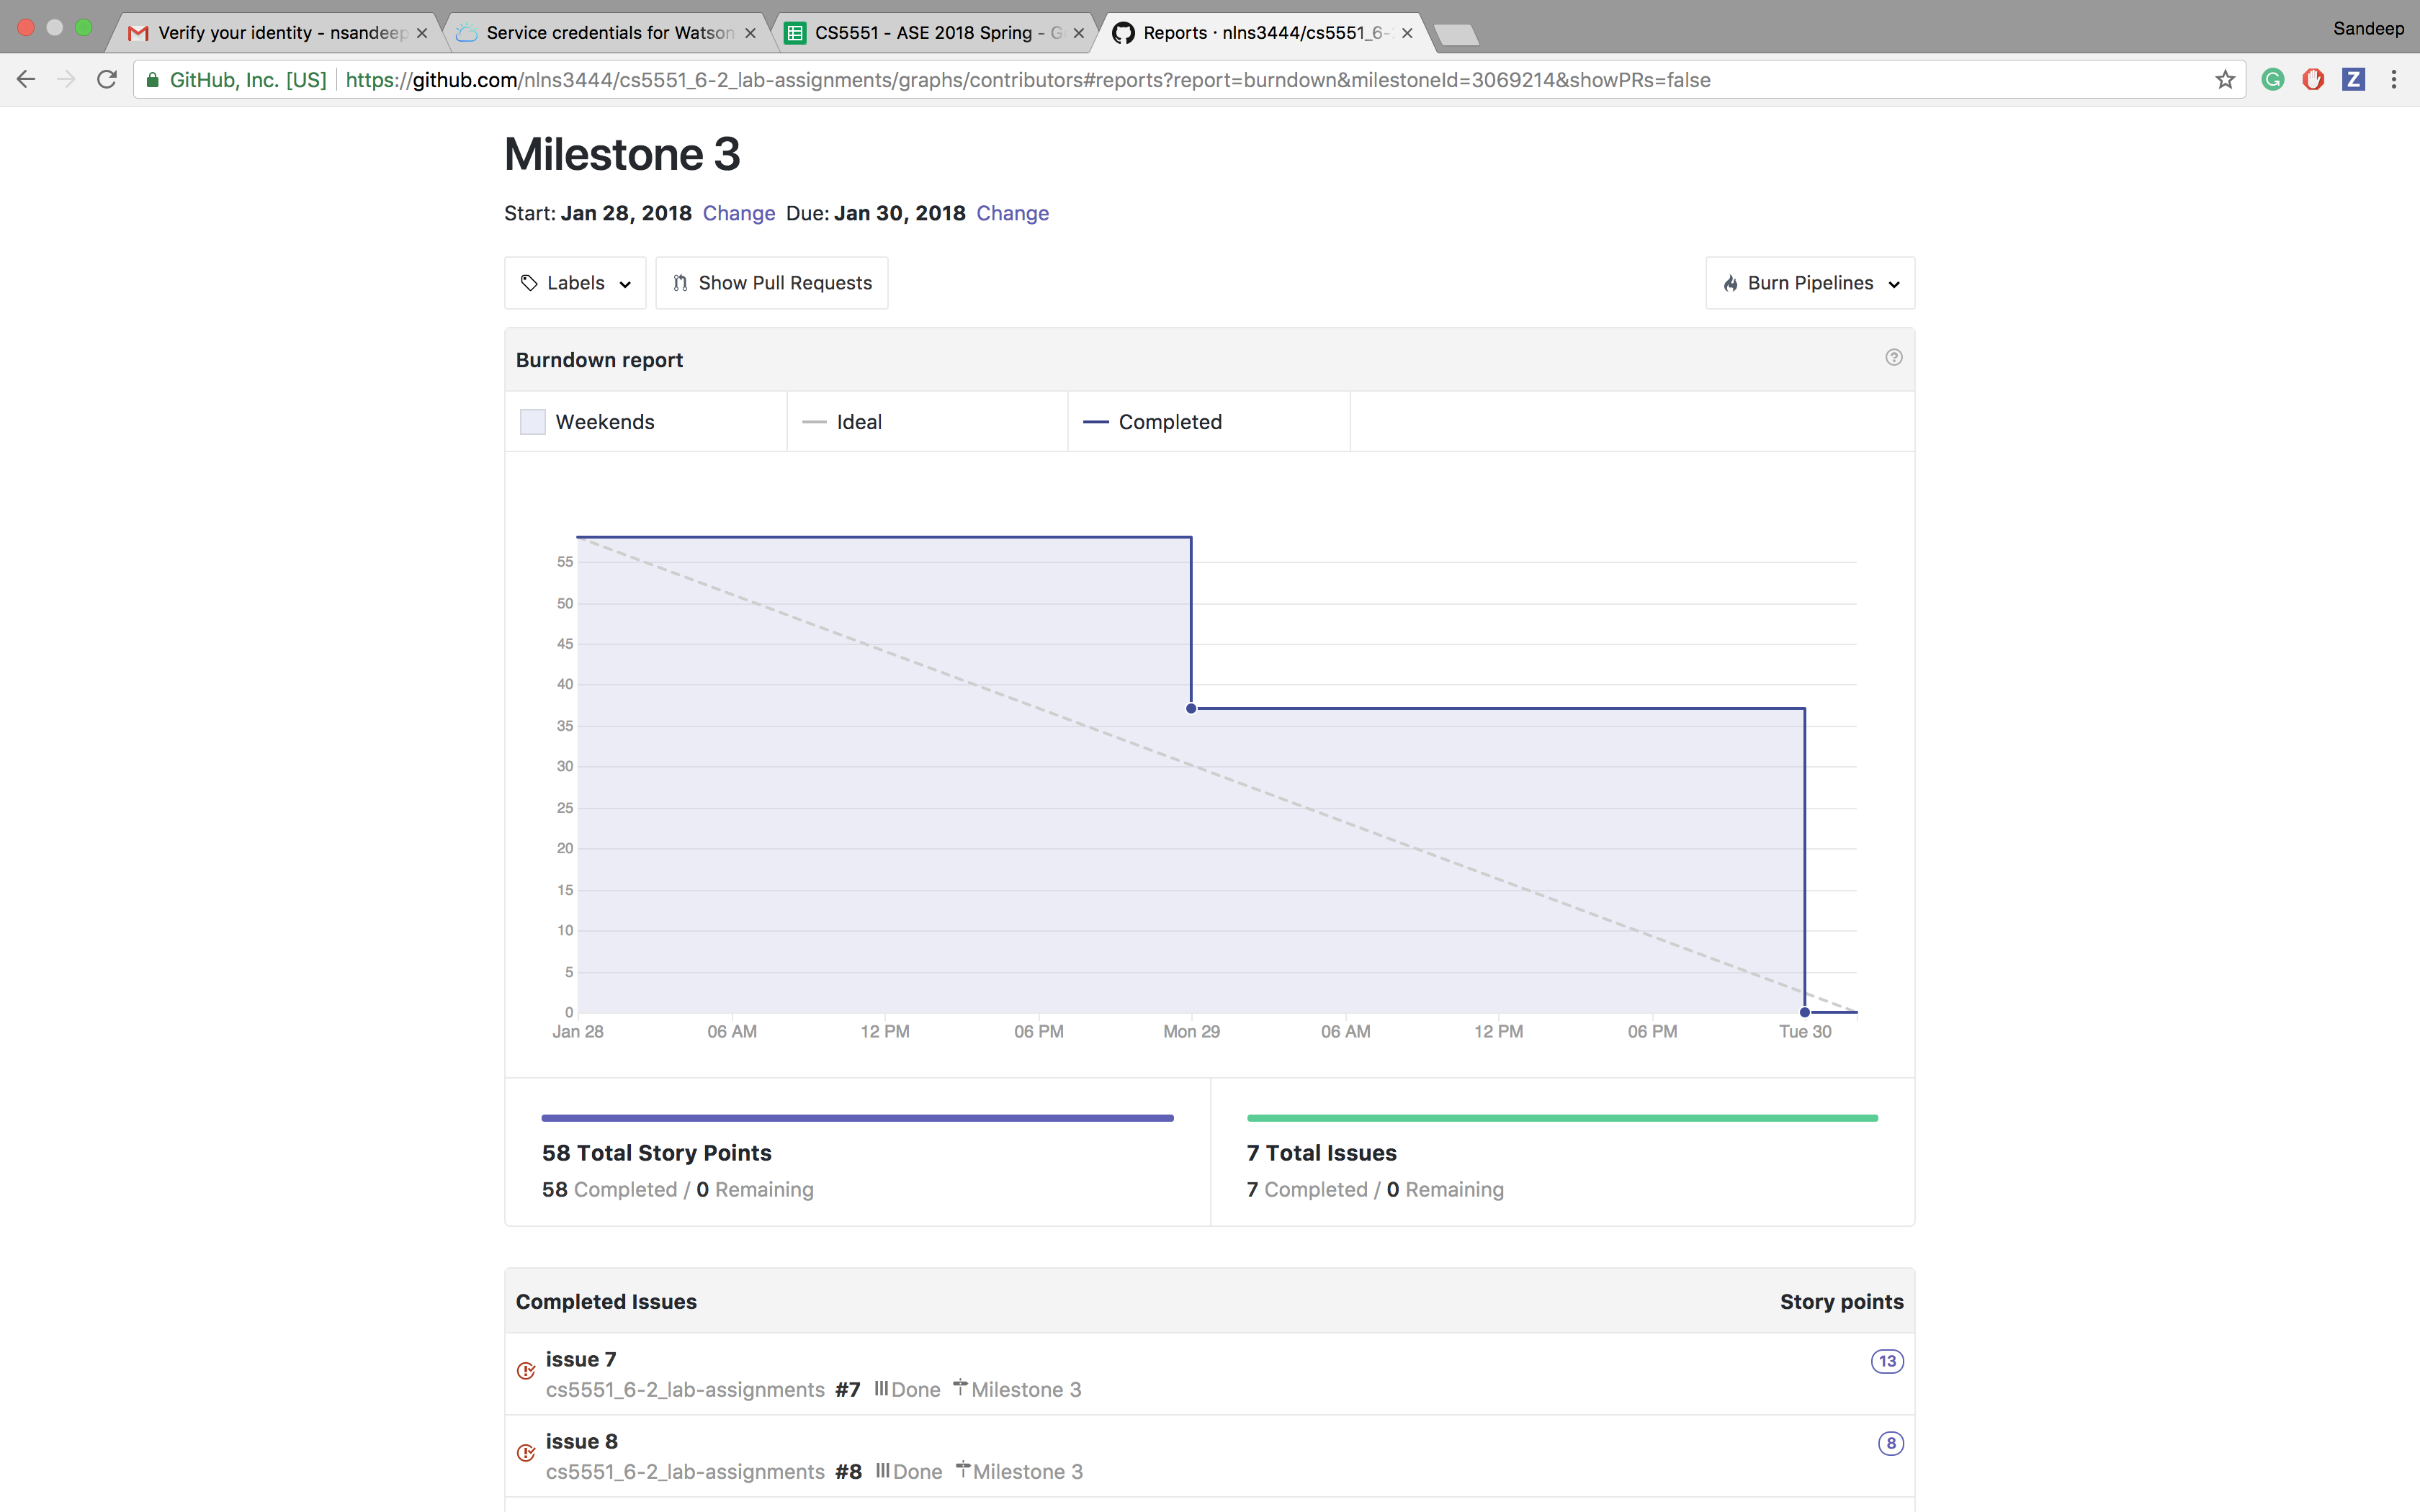 Verify your identity - nsandeep
Service credentials for Watson
CS5551 - ASE 2018 Spring - G
Reports · nlns3444/cs5551_6-
Sandeep
GitHub, Inc. [US] https://github.com/nlns3444/cs5551_6-2_lab-assignments/graphs/contributors#reports?report=burndown&milestoneId=3069214&showPRs=false
Milestone 3
Start: Jan 28, 2018 Change Due: Jan 30, 2018 Change
Labels Show Pull Requests Burn Pipelines
Burndown report
Weekends Ideal Completed
55
50
45
40
35
30
25
20
15
10
5
0
Jan 28 06 AM 12 PM 06 PM Mon 29 06 AM 12 PM 06 PM Tue 30
58 Total Story Points
58 Completed / 0 Remaining
7 Total Issues
7 Completed / 0 Remaining
Completed Issues Story points
issue 7 13
cs5551_6-2_lab-assignments #7 Done Milestone 3
issue 8 8
cs5551_6-2_lab-assignments #8 Done Milestone 3